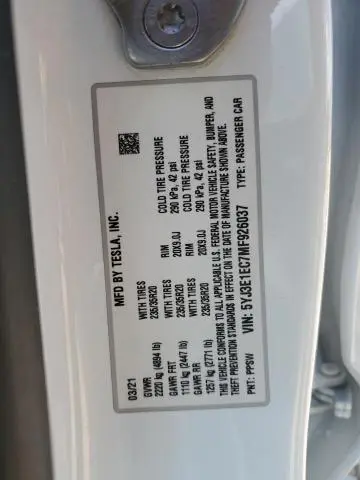 MFD BY TESLA, INC.
03/21
GVWR WITH TIRES RIM COLD TIRE PRESSURE
2220 kg (4894 lb) 235/35R20 20X9.0J 290 kPa, 42 psi
GAWR FRT WITH TIRES RIM COLD TIRE PRESSURE
1110 kg (2447 lb) 235/35R20 20X9.0J 290 kPa, 42 psi
GAWR RR
1257 kg (2771 lb) 235/35R20
THIS VEHICLE CONFORMS TO ALL APPLICABLE U.S. FEDERAL MOTOR VEHICLE SAFETY, BUMPER, AND
THEFT PREVENTION STANDARDS IN EFFECT ON THE DATE OF MANUFACTURE SHOWN ABOVE.
VIN: 5YJ3E1EC7MF926037 TYPE: PASSENGER CAR
PNT: PPSW